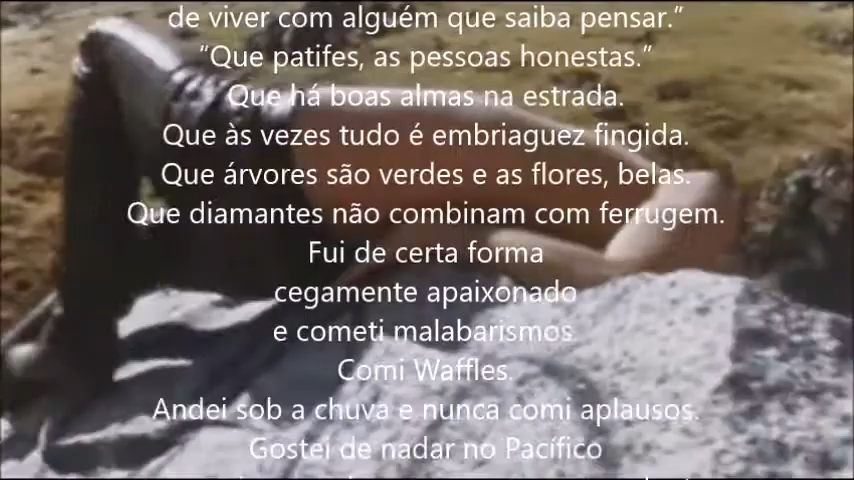 de viver com alguém que saiba pensar.”
“Que patifes, as pessoas honestas.”
Que há boas almas na estrada.
Que às vezes tudo é embriaguez fingida.
Que árvores são verdes e as flores, belas.
Que diamantes não combinam com ferrugem.
Fui de certa forma
cegamente apaixonado
e cometi malabarismos
Comi Waffles.
Andei sob a chuva e nunca comi aplausos.
Gostei de nadar no Pacífico